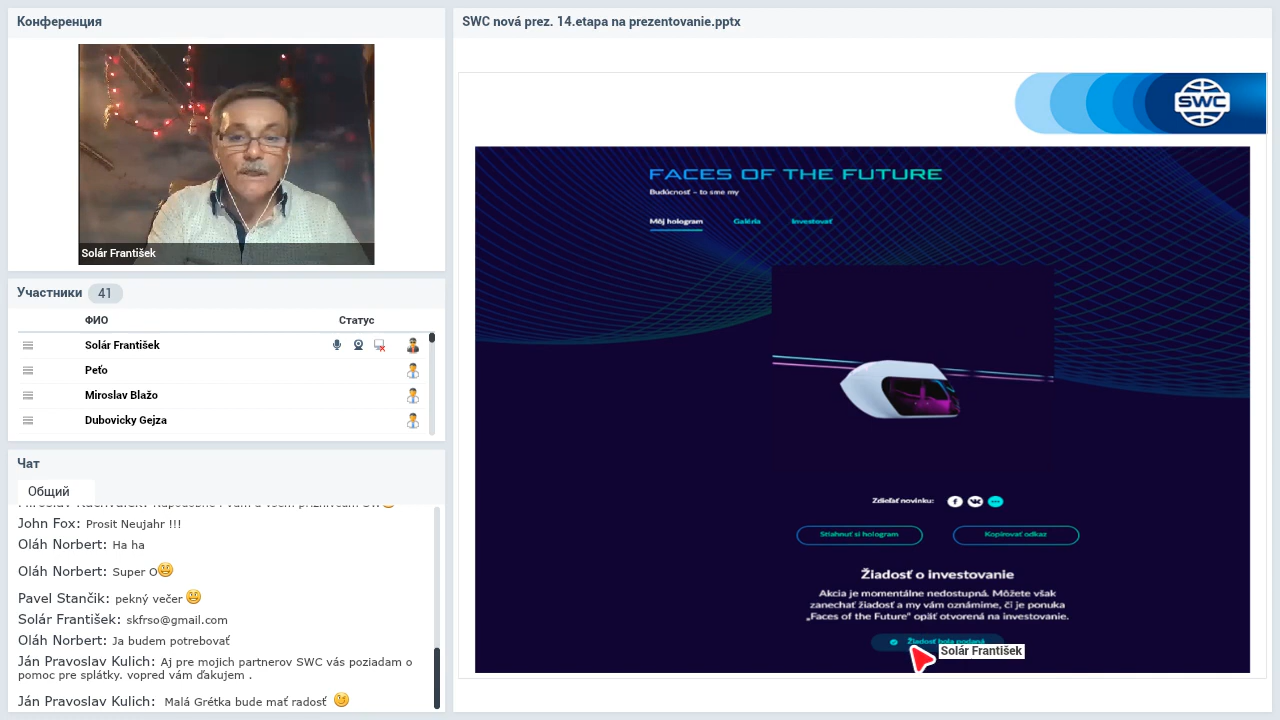 Конференция
Solár František
Участники 41
ФИО Статус
Solár František
Peťo
Miroslav Blažo
Dubovicky Gejza
Чат
Общий
John Fox: Prosit Neujahr !!!
Oláh Norbert: Ha ha
Oláh Norbert: Super O
Pavel Stančik: pekný večer
Solár František: skfrso@gmail.com
Oláh Norbert: Ja budem potrebovať
Ján Pravoslav Kulich: Aj pre mojich partnerov SWC vás poziadam o
pomoc pre splátky. vopred vám ďakujem .
Ján Pravoslav Kulich: Malá Grétka bude mať radosť
SWC nová prez. 14.etapa na prezentovanie.pptx
SWC
FACES OF THE FUTURE
Budúcnosť – to sme my
Môj hologram Galéria Investovať
Zdieľať novinku:
Stiahnuť si hologram Kopírovať odkaz
Žiadosť o investovanie
Akcia je momentálne nedostupná. Môžete však
zanechať žiadosť a my vám oznámime, či je ponuka
„Faces of the Future" opäť otvorená na investovanie.
Žiadosť bola podaná
Solár František